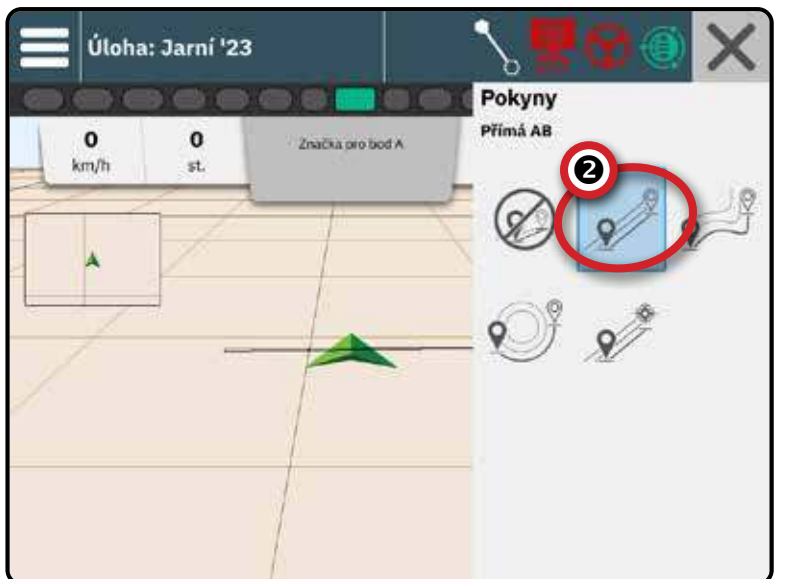 Úloha: Jarní '23
Pokyny
Přímá AB
0
km/h
0
st.
Značka pro bod A
2